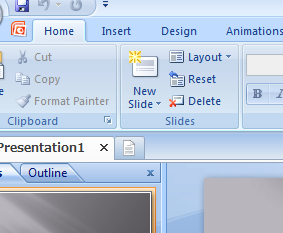 Home Insert Design Animations
Cut
Copy
Format Painter
Clipboard
New
Slide
Layout
Reset
Delete
Slides
B I
Presentation1
Outline